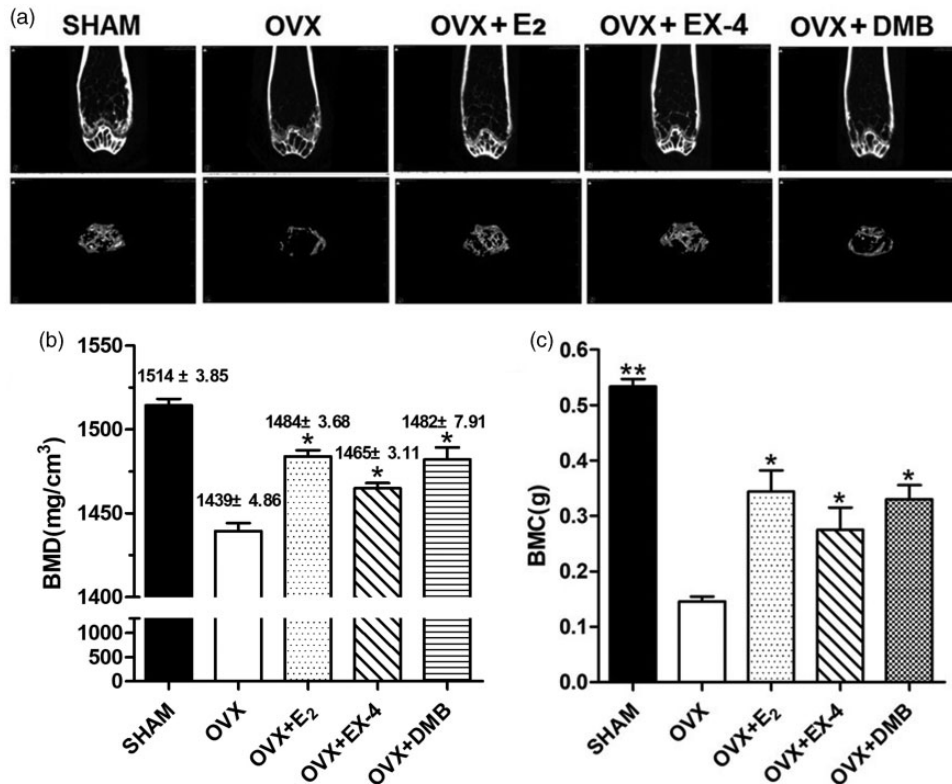 (a)
SHAM OVX OVX+E2 OVX+EX-4 OVX+DMB
(b)
BMD(mg/cm3)
1550
1500
1450
1400
1000
500
0
1514 ± 3.85
1439± 4.86
1484± 3.68
*
1465± 3.11
*
1482± 7.91
*
SHAM
OVX
OVX+E2
OVX+EX-4
OVX+DMB
(c)
BMC(g)
0.6
0.5
0.4
0.3
0.2
0.1
0.0
**
*
*
*
SHAM
OVX
OVX+E2
OVX+EX-4
OVX+DMB